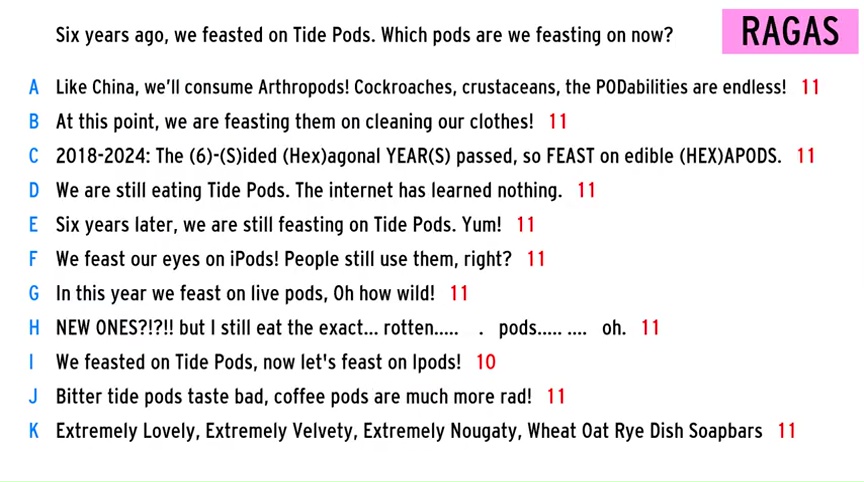 Six years ago, we feasted on Tide Pods. Which pods are we feasting on now?
RAGAS
A Like China, we'll consume Arthropods! Cockroaches, crustaceans, the PODabilities are endless! 11
B At this point, we are feasting them on cleaning our clothes! 11
C 2018-2024: The (6)-(S)ided (Hex)agonal YEAR(S) passed, so FEAST on edible (HEX)APODS. 11
D We are still eating Tide Pods. The internet has learned nothing. 11
E Six years later, we are still feasting on Tide Pods. Yum! 11
F We feast our eyes on iPods! People still use them, right? 11
G In this year we feast on live pods, Oh how wild! 11
H NEW ONES?!?!! but I still eat the exact... rotten..... . pods..... .... oh. 11
I We feasted on Tide Pods, now let's feast on Ipods! 10
J Bitter tide pods taste bad, coffee pods are much more rad! 11
K Extremely Lovely, Extremely Velvety, Extremely Nougaty, Wheat Oat Rye Dish Soapbars 11